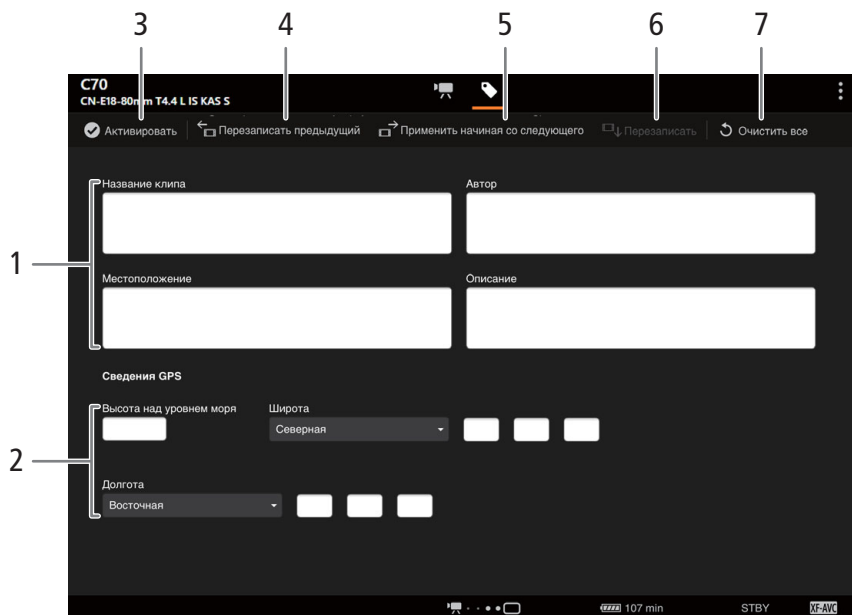 3 4 5 6 7
C70
CN-E18-80mm T4.4 L IS KAS S
Активировать Перезаписать предыдущий Применить начиная со следующего Перезаписать Очистить все
Название клипа Автор
1
Местоположение Описание
Сведения GPS
Высота над уровнем моря Широта
Северная
2
Долгота
Восточная
107 min STBY XF-AVC